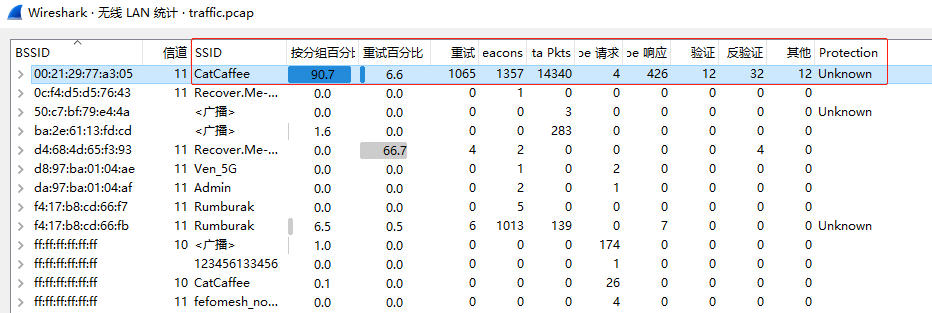 Wireshark · 无线 LAN 统计 · traffic.pcap
BSSID 信道 SSID 按分组百分比 重试百分比 重试 eacons ta Pkts be 请求 be 响应 验证 反验证 其他 Protection
00:21:29:77:a3:05 11 CatCaffee 90.7 6.6 1065 1357 14340 4 426 12 32 12 Unknown
0c:f4:d5:d5:76:43 11 Recover.Me-... 0.0 0.0 0 1 0 0 0 0 0 0
50:c7:bf:79:e4:4a <广播> 0.0 0.0 0 0 3 0 0 0 0 0 Unknown
ba:2e:61:13:fd:cd <广播> 1.6 0.0 0 0 283 0 0 0 0 0
d4:68:4d:65:f3:93 11 Recover.Me-... 0.0 66.7 4 2 0 0 0 0 4 0
d8:97:ba:01:04:ae 11 Ven_5G 0.0 0.0 0 1 0 0 2 0 0 0
da:97:ba:01:04:af 11 Admin 0.0 0.0 0 2 0 0 1 0 0 0
f4:17:b8:cd:66:f7 11 Rumburak 0.0 0.0 0 5 0 0 0 0 0 0
f4:17:b8:cd:66:fb 11 Rumburak 6.5 0.5 6 1013 139 0 7 0 0 0 Unknown
ff:ff:ff:ff:ff:ff 10 <广播> 1.0 0.0 0 0 0 174 0 0 0 0
ff:ff:ff:ff:ff:ff 123456133456 0.0 0.0 0 0 0 1 0 0 0 0
ff:ff:ff:ff:ff:ff 10 CatCaffee 0.1 0.0 0 0 0 26 0 0 0 0
ff:ff:ff:ff:ff:ff 11 fefomesh_no... 0.0 0.0 0 0 0 4 0 0 0 0